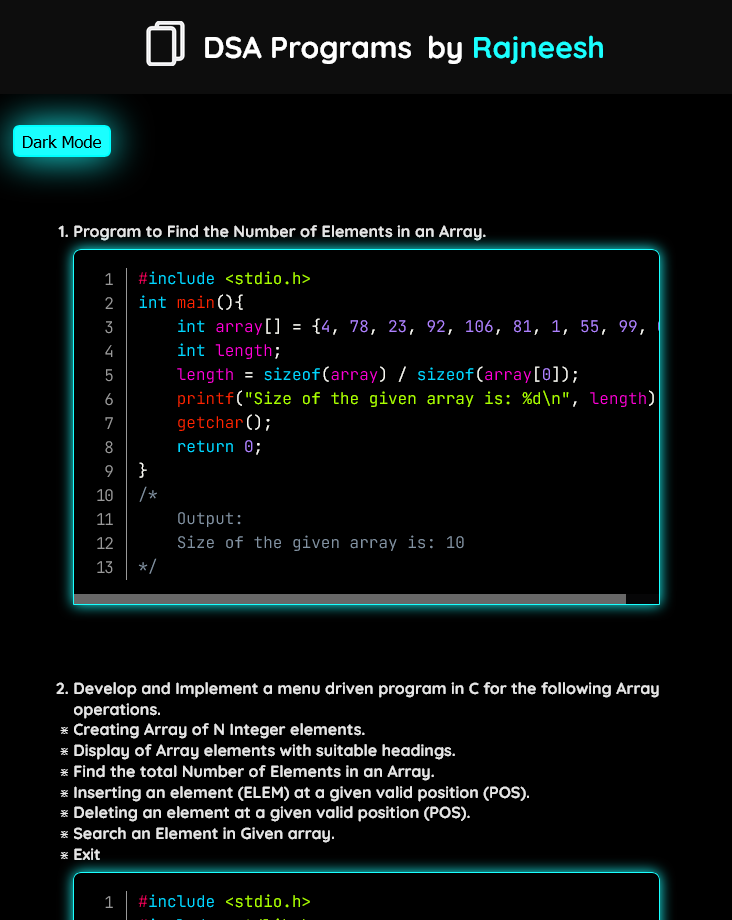 DSA Programs by Rajneesh
Dark Mode
1. Program to Find the Number of Elements in an Array.
1 #include <stdio.h>
2 int main(){
3     int array[] = {4, 78, 23, 92, 106, 81, 1, 55, 99,
4     int length;
5     length = sizeof(array) / sizeof(array[0]);
6     printf("Size of the given array is: %d\n", length)
7     getchar();
8     return 0;
9 }
10 /*
11     Output:
12     Size of the given array is: 10
13 */
2. Develop and Implement a menu driven program in C for the following Array
operations.
⋇ Creating Array of N Integer elements.
⋇ Display of Array elements with suitable headings.
⋇ Find the total Number of Elements in an Array.
⋇ Inserting an element (ELEM) at a given valid position (POS).
⋇ Deleting an element at a given valid position (POS).
⋇ Search an Element in Given array.
⋇ Exit
1 #include <stdio.h>